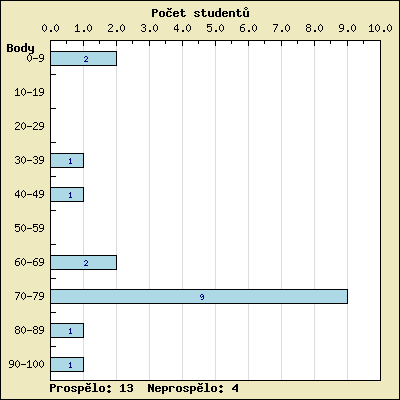 Počet studentů
0.0 1.0 2.0 3.0 4.0 5.0 6.0 7.0 8.0 9.0 10.0
Body
0-9 2
10-19
20-29
30-39 1
40-49 1
50-59
60-69 2
70-79 9
80-89 1
90-100 1
Prospělo: 13 Neprospělo: 4